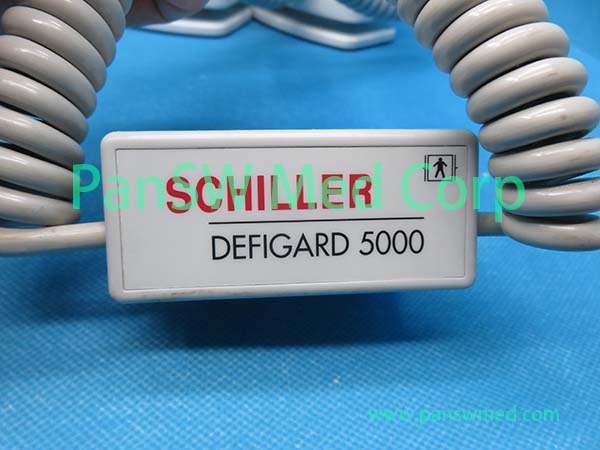 PanSW Med Corp
SCHILLER
DEFIGARD 5000
www.panswmed.com